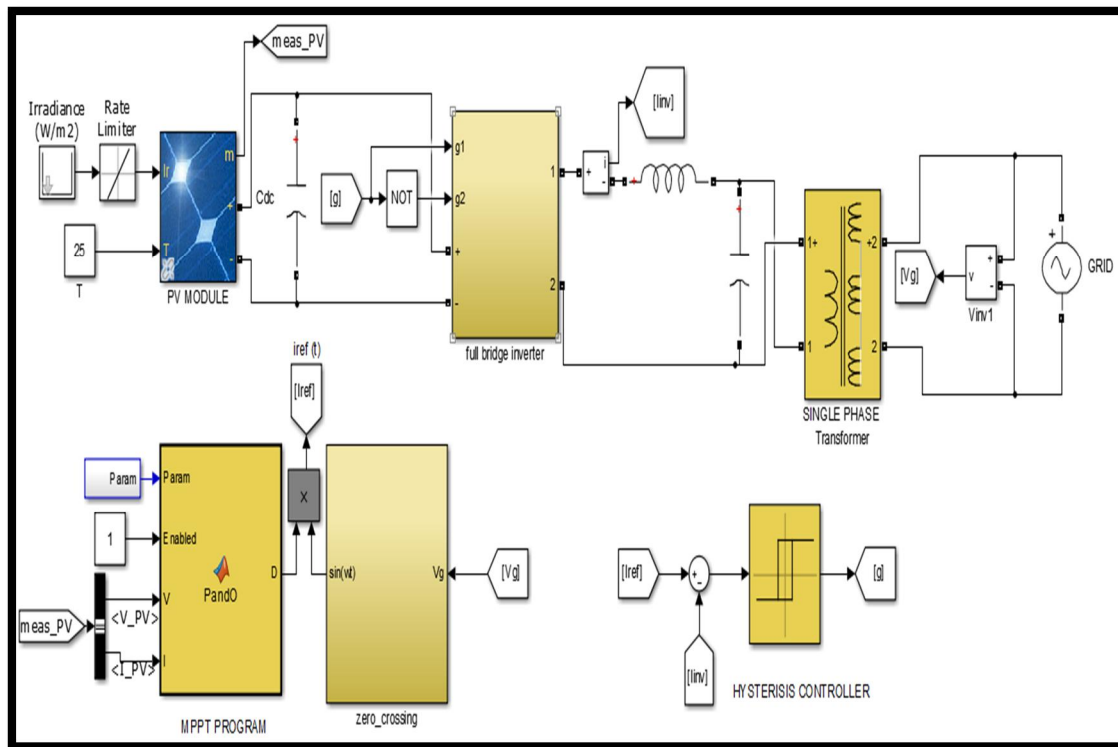 meas_PV
Irradiance
(W/m2)
Rate
Limiter
Ir
m
+
T
-
PV MODULE
25
T
Cdc
[g]
NOT
g1
g2
+
-
1
2
full bridge inverter
+
i
-
[Iinv]
1+
1
+2
2
SINGLE PHASE
Transformer
[Vg]
+
v
-
Vinv1
GRID
iref (t)
[Iref]
Param
Param
1
Enabled
V
I
D
PandO
meas_PV
<V_PV>
<I_PV>
MPPT PROGRAM
×
sin(wt)
Vg
[Vg]
zero_crossing
[Iref]
+
-
[Iinv]
[g]
HYSTERISIS CONTROLLER